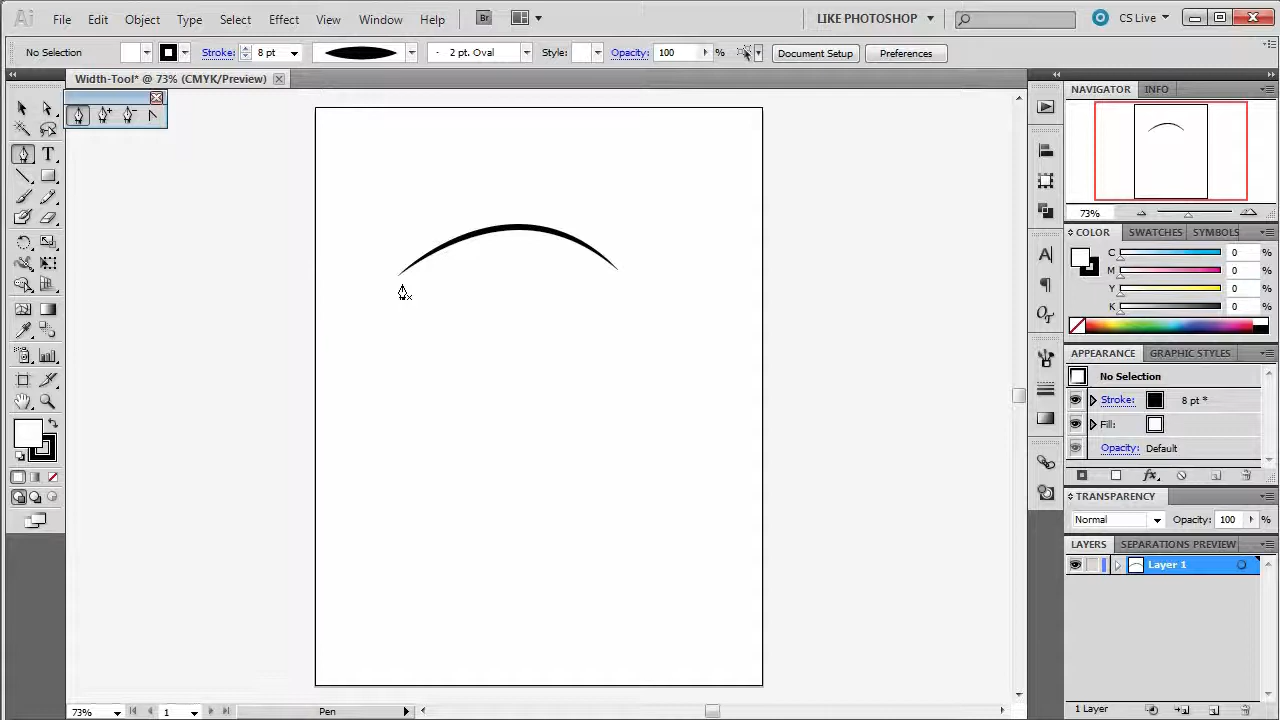 Ai File Edit Object Type Select Effect View Window Help Br LIKE PHOTOSHOP CS Live
No Selection Stroke: 8 pt 2 pt. Oval Style: Opacity: 100 % Document Setup Preferences
Width-Tool* @ 73% (CMYK/Preview)
NAVIGATOR INFO
73%
COLOR SWATCHES SYMBOLS
C 0 %
M 0 %
Y 0 %
K 0 %
APPEARANCE GRAPHIC STYLES
No Selection
Stroke: 8 pt *
Fill:
Opacity: Default
fx
TRANSPARENCY
Normal Opacity: 100 %
LAYERS SEPARATIONS PREVIEW
Layer 1
1 Layer
73% 1 Pen